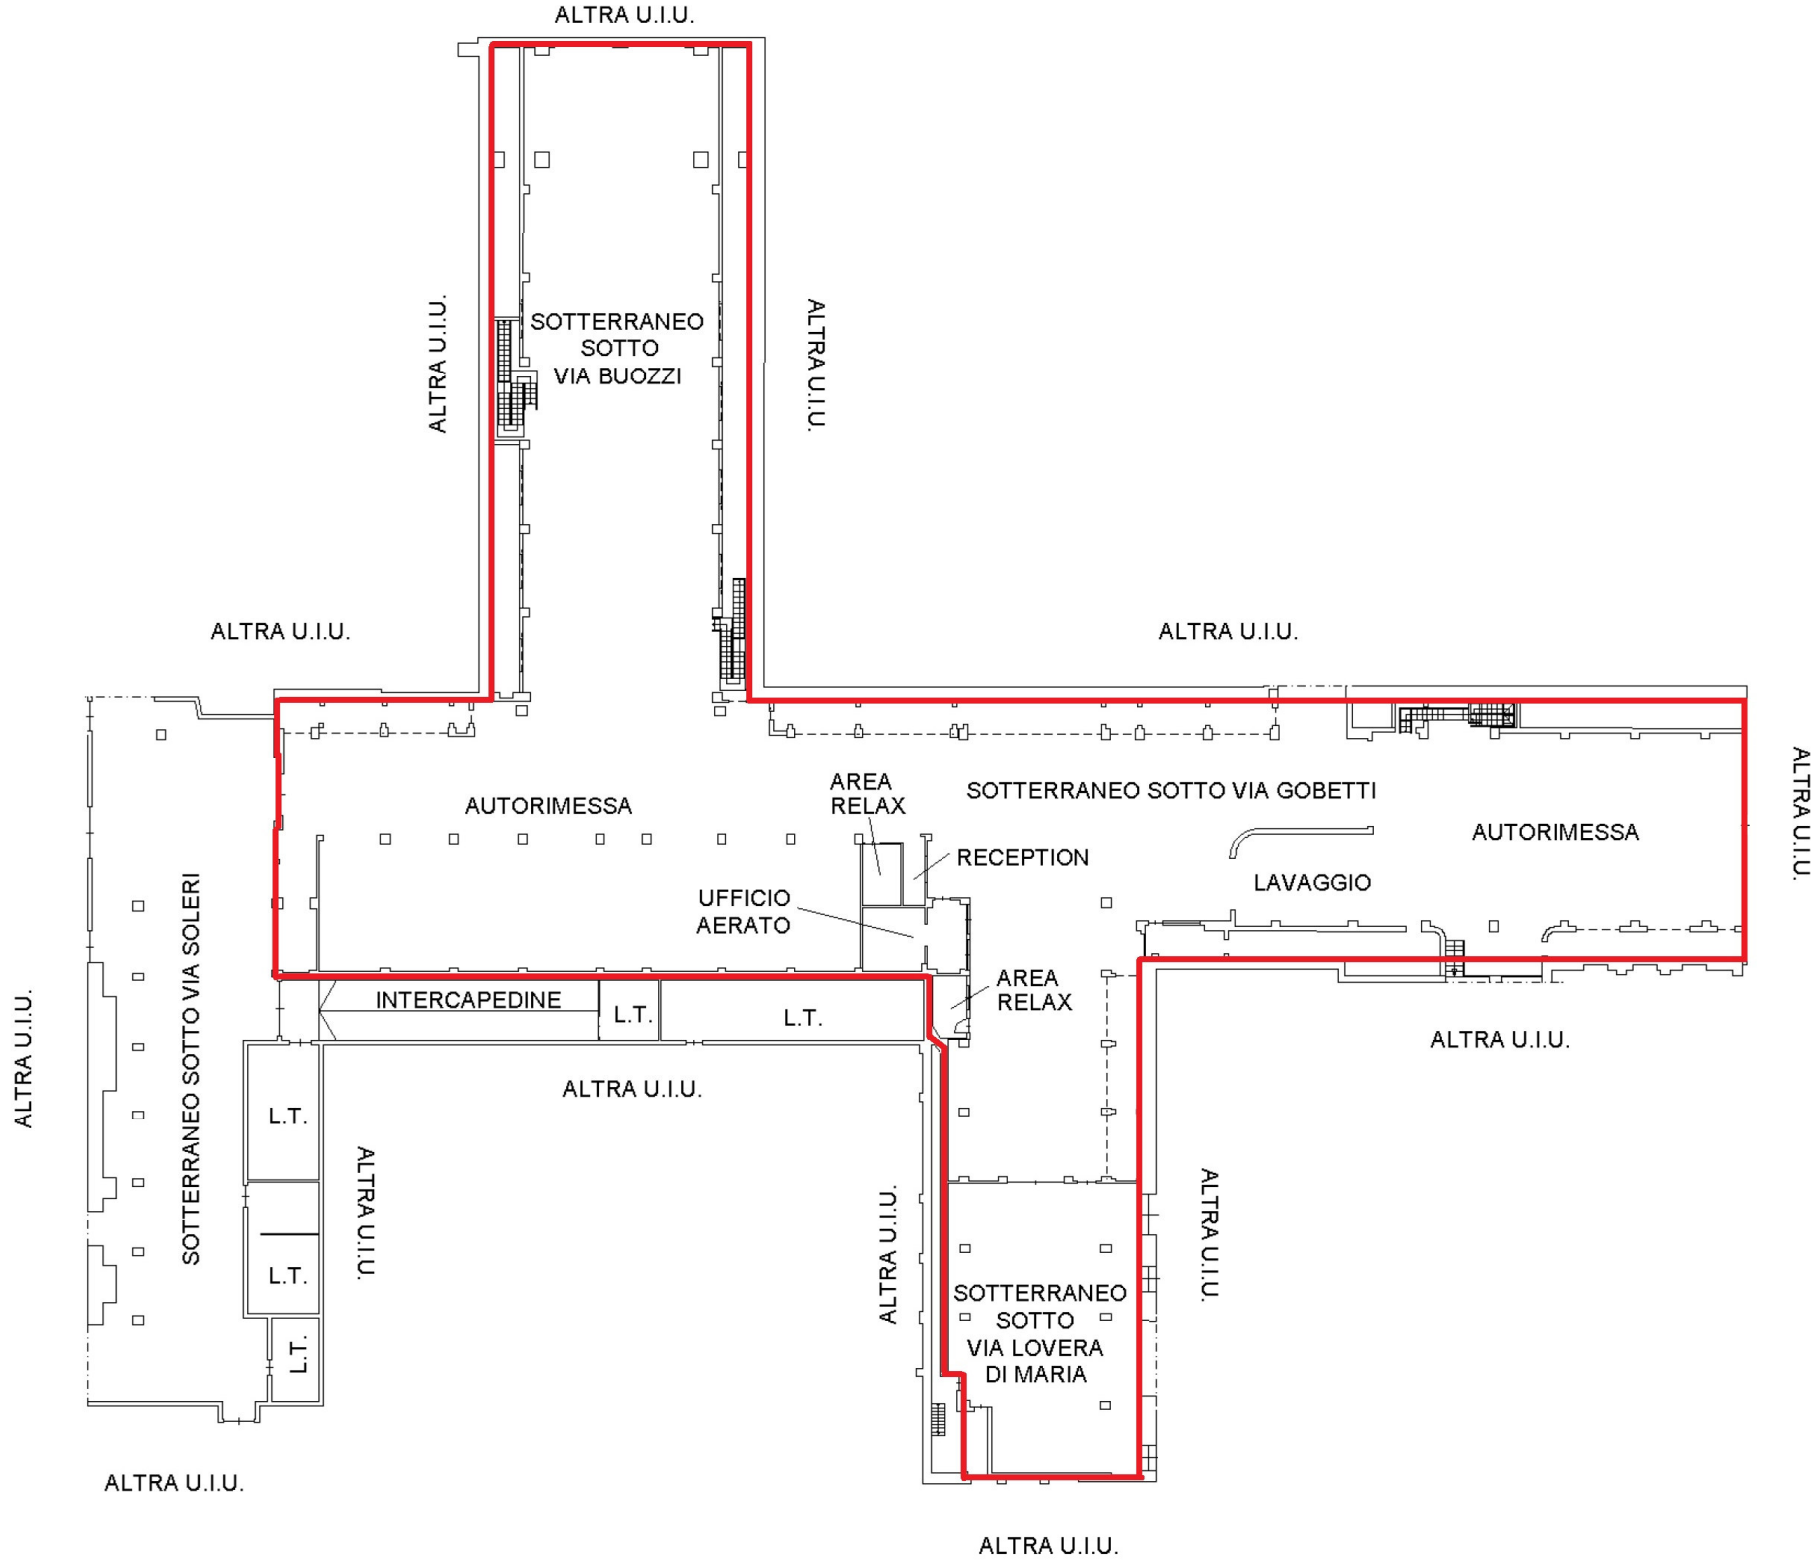 ALTRA U.I.U.
ALTRA U.I.U.
SOTTERRANEO
SOTTO
VIA BUOZZI
ALTRA U.I.U.
ALTRA U.I.U.
ALTRA U.I.U.
AUTORIMESSA
AREA
RELAX
SOTTERRANEO SOTTO VIA GOBETTI
AUTORIMESSA
ALTRA U.I.U.
RECEPTION
LAVAGGIO
UFFICIO
AERATO
SOTTERRANEO SOTTO VIA SOLERI
ALTRA U.I.U.
INTERCAPEDINE
L.T.
L.T.
AREA
RELAX
ALTRA U.I.U.
ALTRA U.I.U.
L.T.
ALTRA U.I.U.
ALTRA U.I.U.
ALTRA U.I.U.
L.T.
L.T.
SOTTERRANEO
SOTTO
VIA LOVERA
DI MARIA
ALTRA U.I.U.
ALTRA U.I.U.